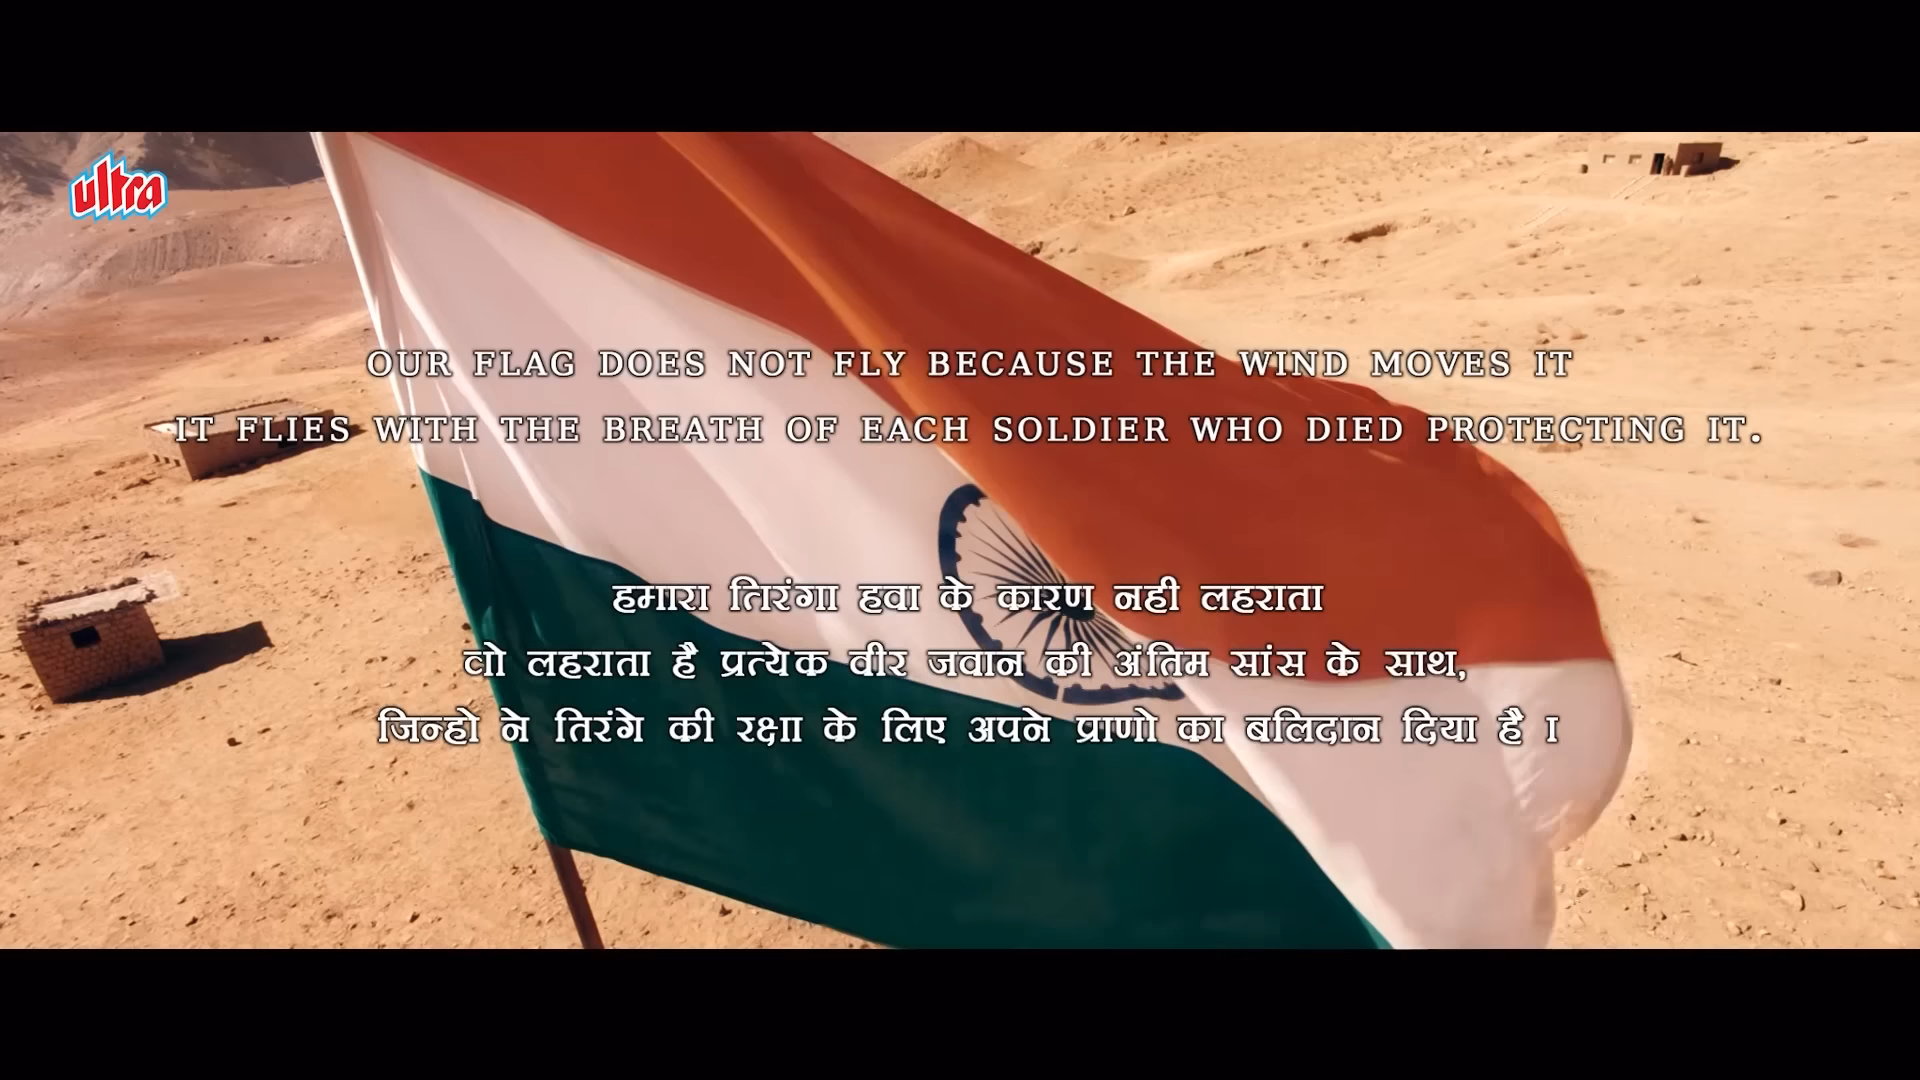 ultra
OUR FLAG DOES NOT FLY BECAUSE THE WIND MOVES IT
IT FLIES WITH THE BREATH OF EACH SOLDIER WHO DIED PROTECTING IT.
हमारा तिरंगा हवा के कारण नही लहराता
वो लहराता है प्रत्येक वीर जवान की अंतिम सांस के साथ,
जिन्हो ने तिरंगे की रक्षा के लिए अपने प्राणो का बलिदान दिया है ।